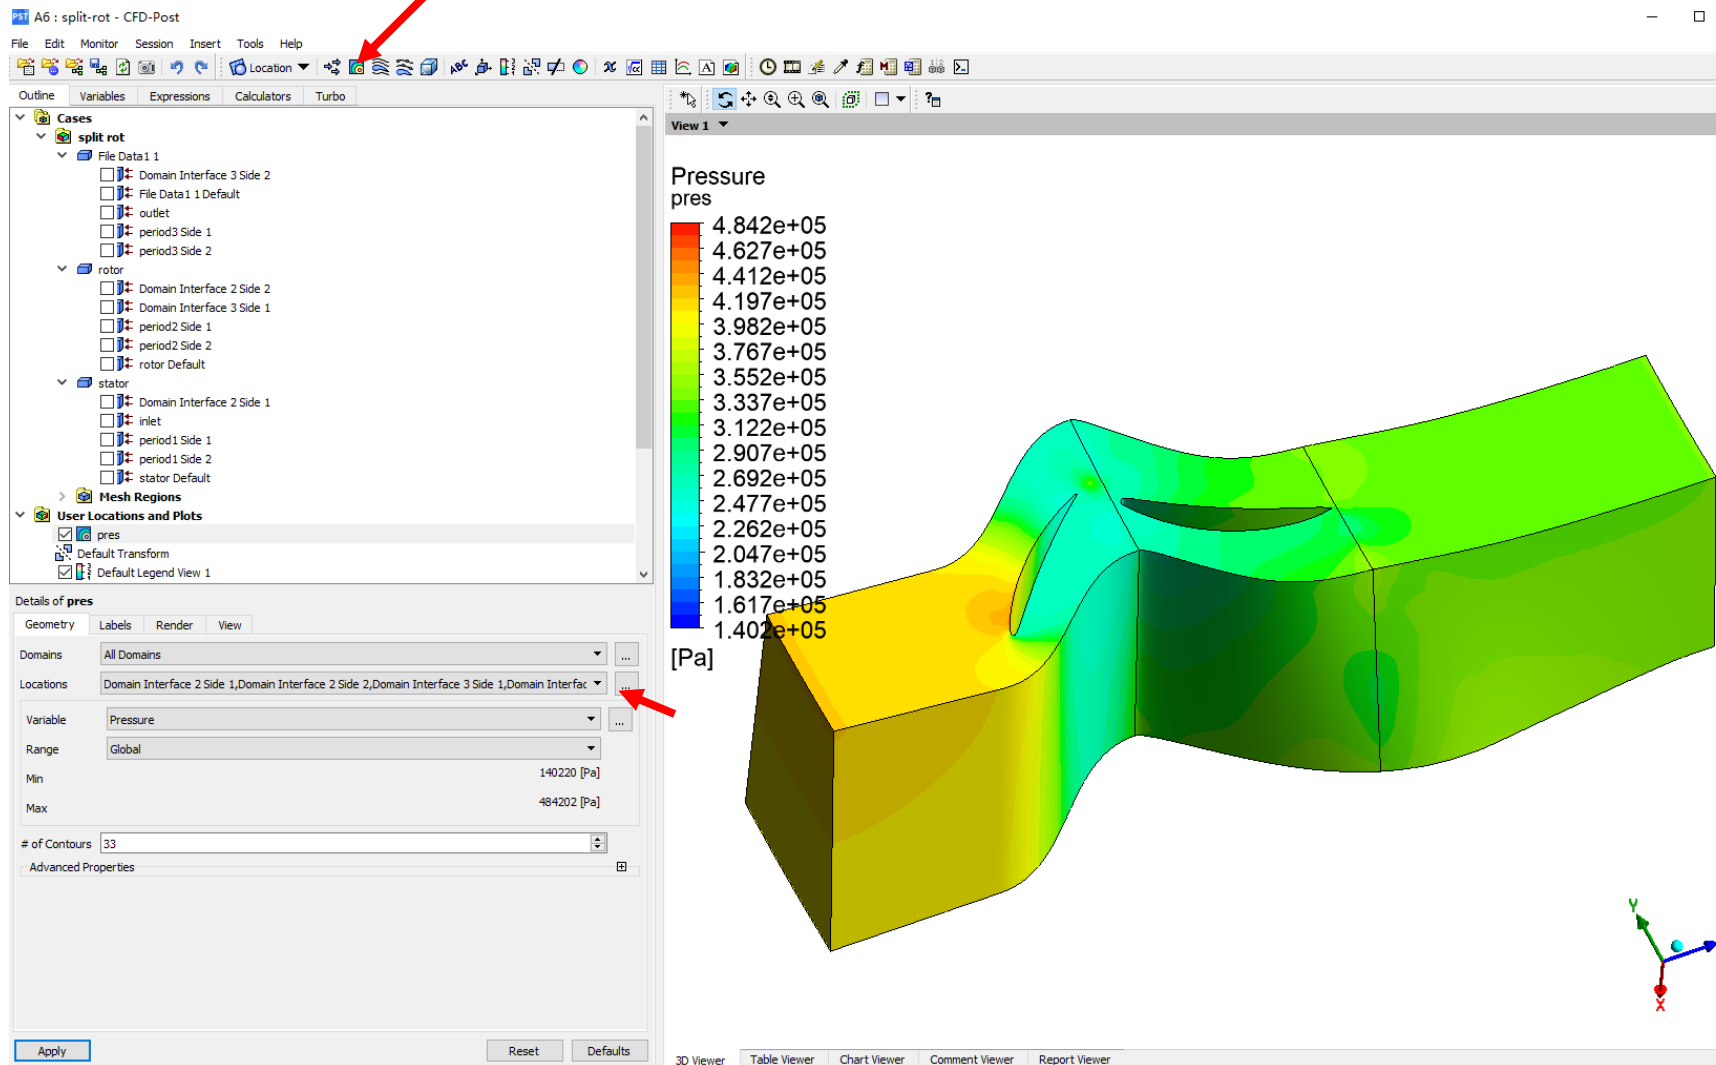 PST A6 : split-rot - CFD-Post
File Edit Monitor Session Insert Tools Help
Location
Outline Variables Expressions Calculators Turbo
Cases
split rot
File Data1 1
Domain Interface 3 Side 2
File Data1 1 Default
outlet
period3 Side 1
period3 Side 2
rotor
Domain Interface 2 Side 2
Domain Interface 3 Side 1
period2 Side 1
period2 Side 2
rotor Default
stator
Domain Interface 2 Side 1
inlet
period1 Side 1
period1 Side 2
stator Default
Mesh Regions
User Locations and Plots
pres
Default Transform
Default Legend View 1
Details of pres
Geometry Labels Render View
Domains All Domains ...
Locations Domain Interface 2 Side 1,Domain Interface 2 Side 2,Domain Interface 3 Side 1,Domain Interfac ...
Variable Pressure ...
Range Global
Min 140220 [Pa]
Max 484202 [Pa]
# of Contours 33
Advanced Properties
Apply Reset Defaults
View 1
Pressure
pres
4.842e+05
4.627e+05
4.412e+05
4.197e+05
3.982e+05
3.767e+05
3.552e+05
3.337e+05
3.122e+05
2.907e+05
2.692e+05
2.477e+05
2.262e+05
2.047e+05
1.832e+05
1.617e+05
1.402e+05
[Pa]
Y
X
3D Viewer Table Viewer Chart Viewer Comment Viewer Report Viewer